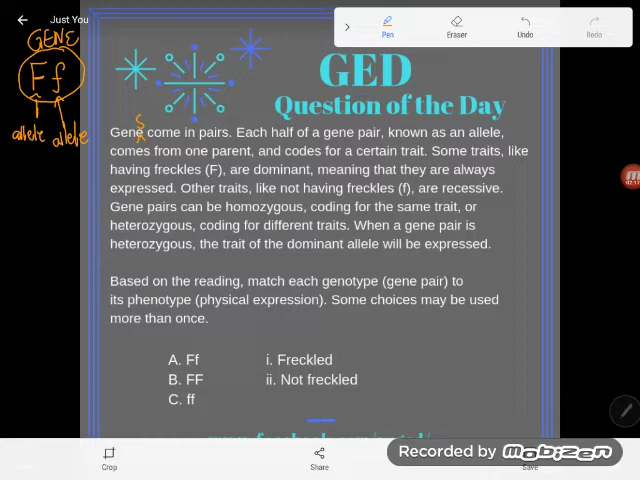 Just You
Pen
Eraser
Undo
Redo
GENE
F f
allele allele
GED
Question of the Day
s
Gene come in pairs. Each half of a gene pair, known as an allele,
comes from one parent, and codes for a certain trait. Some traits, like
having freckles (F), are dominant, meaning that they are always
expressed. Other traits, like not having freckles (f), are recessive.
Gene pairs can be homozygous, coding for the same trait, or
heterozygous, coding for different traits. When a gene pair is
heterozygous, the trait of the dominant allele will be expressed.
Based on the reading, match each genotype (gene pair) to
its phenotype (physical expression). Some choices may be used
more than once.
A. Ff i. Freckled
B. FF ii. Not freckled
C. ff
Crop
Share
Save
Recorded by Mobizen
02:17